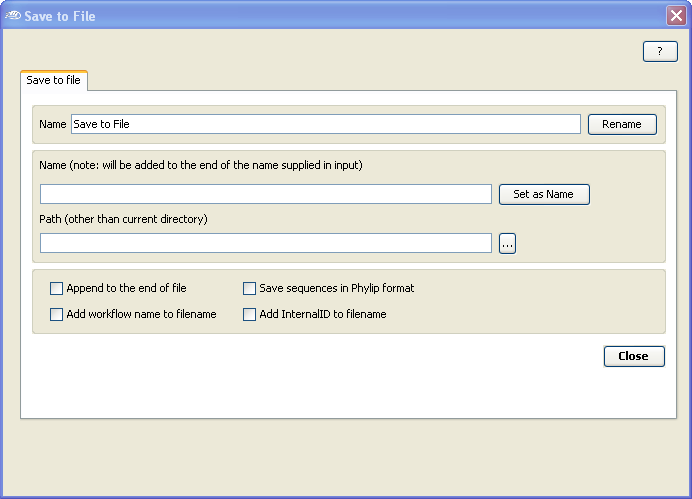 Save to File
?
Save to file
Name Save to File Rename
Name (note: will be added to the end of the name supplied in input)
Set as Name
Path (other than current directory)
...
Append to the end of file Save sequences in Phylip format
Add workflow name to filename Add InternalID to filename
Close